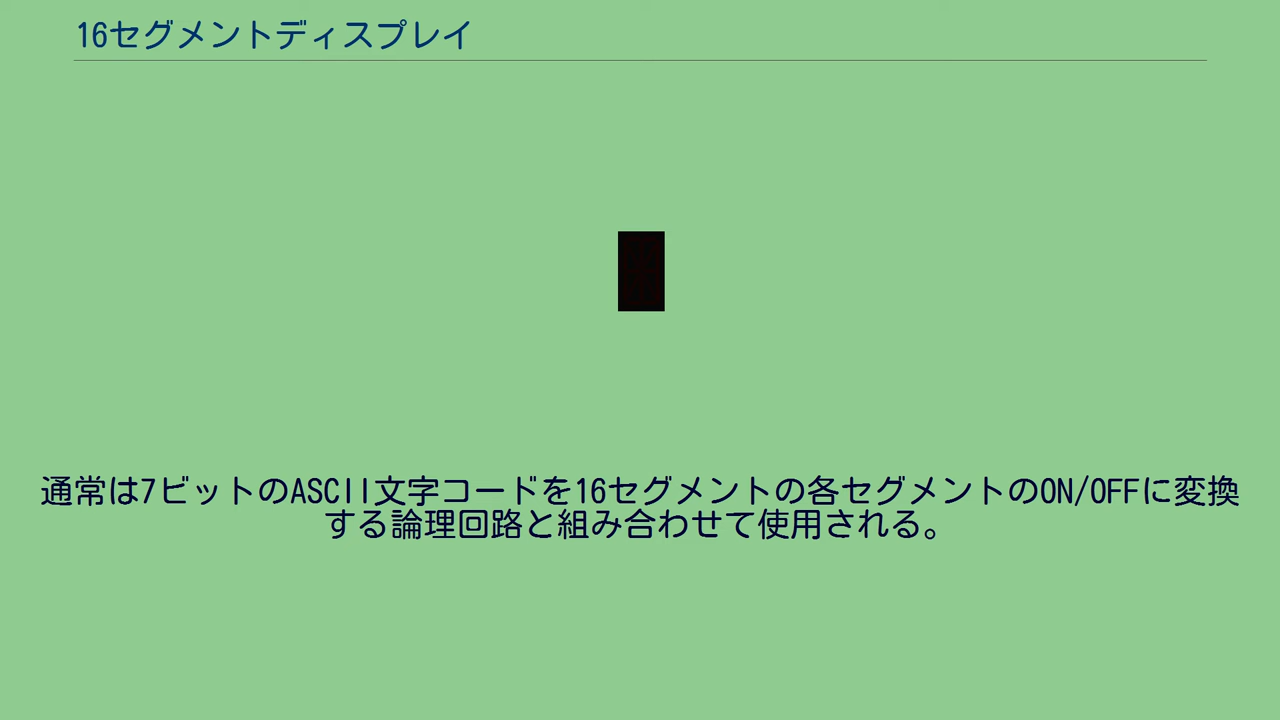 16セグメントディスプレイ
通常は7ビットのASCII文字コードを16セグメントの各セグメントのON/OFFに変換
する論理回路と組み合わせて使用される。